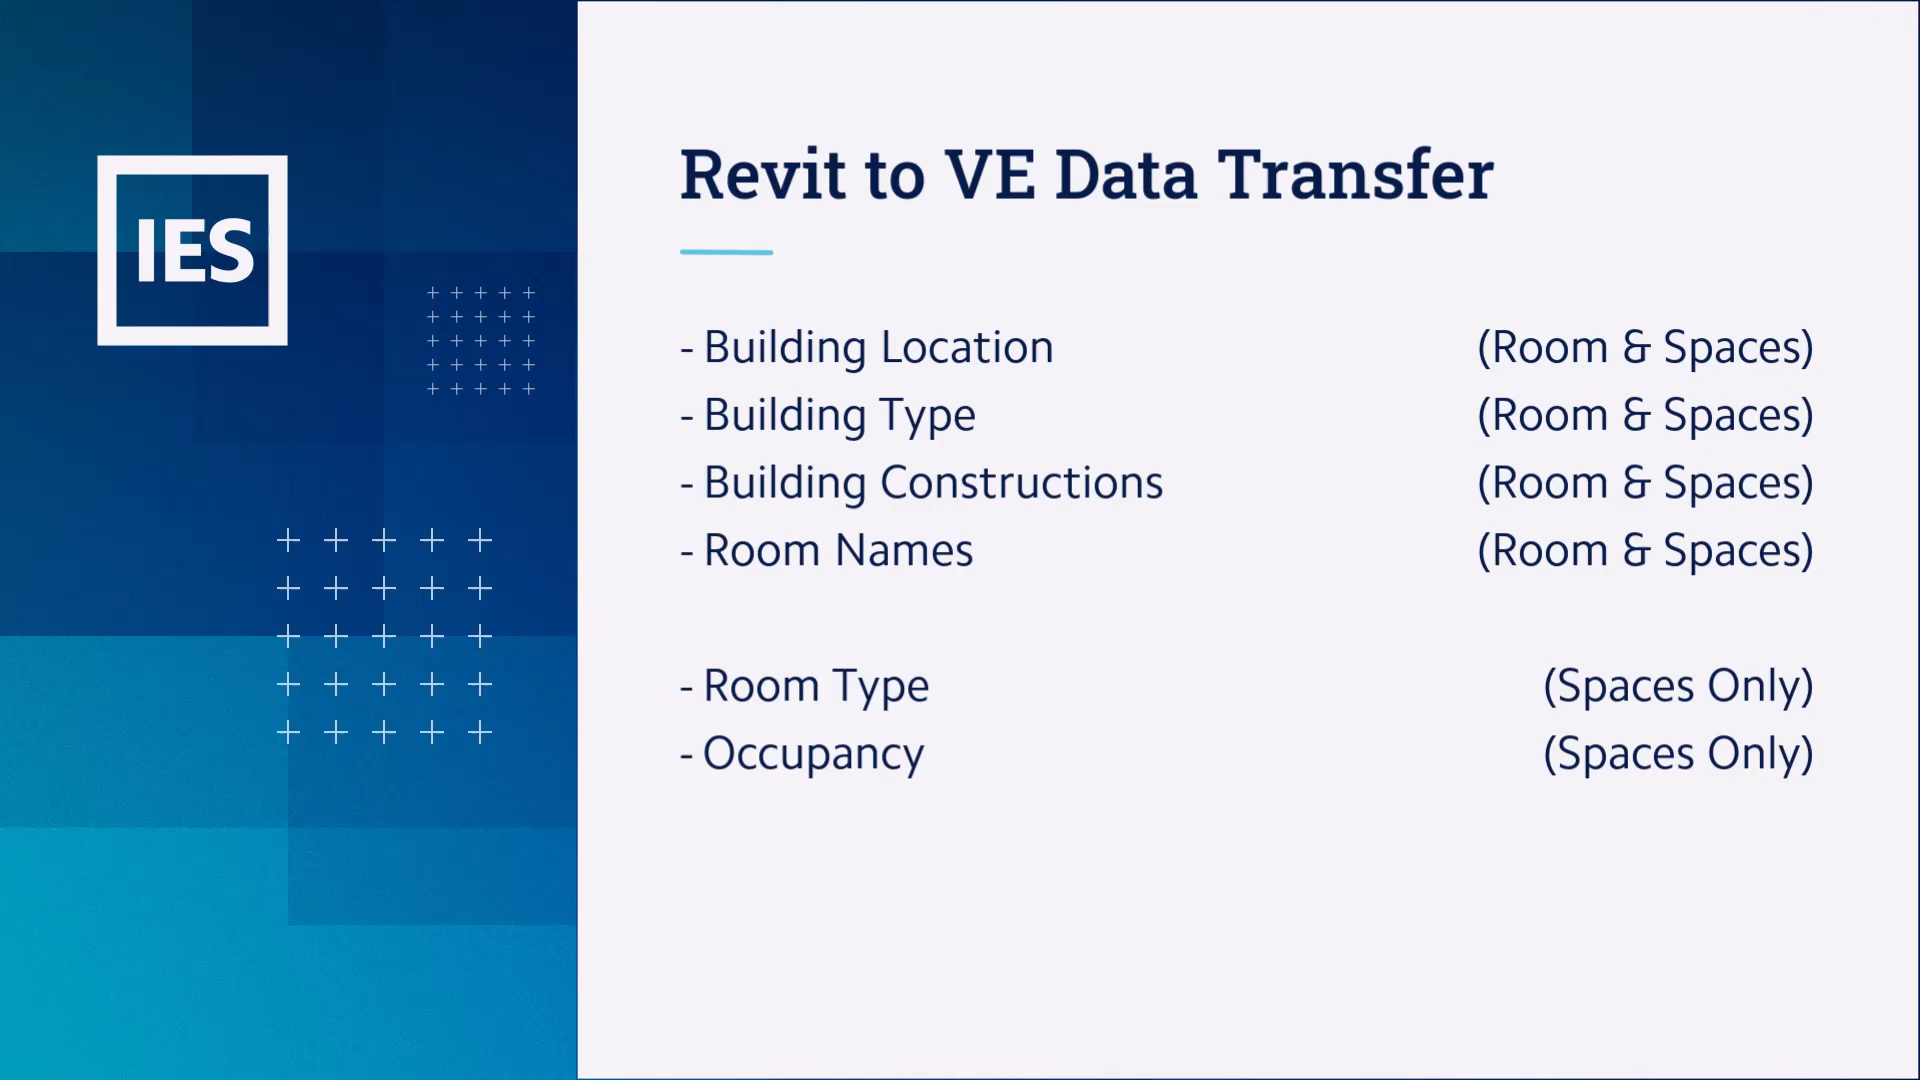 IES
Revit to VE Data Transfer
- Building Location (Room & Spaces)
- Building Type (Room & Spaces)
- Building Constructions (Room & Spaces)
- Room Names (Room & Spaces)
- Room Type (Spaces Only)
- Occupancy (Spaces Only)